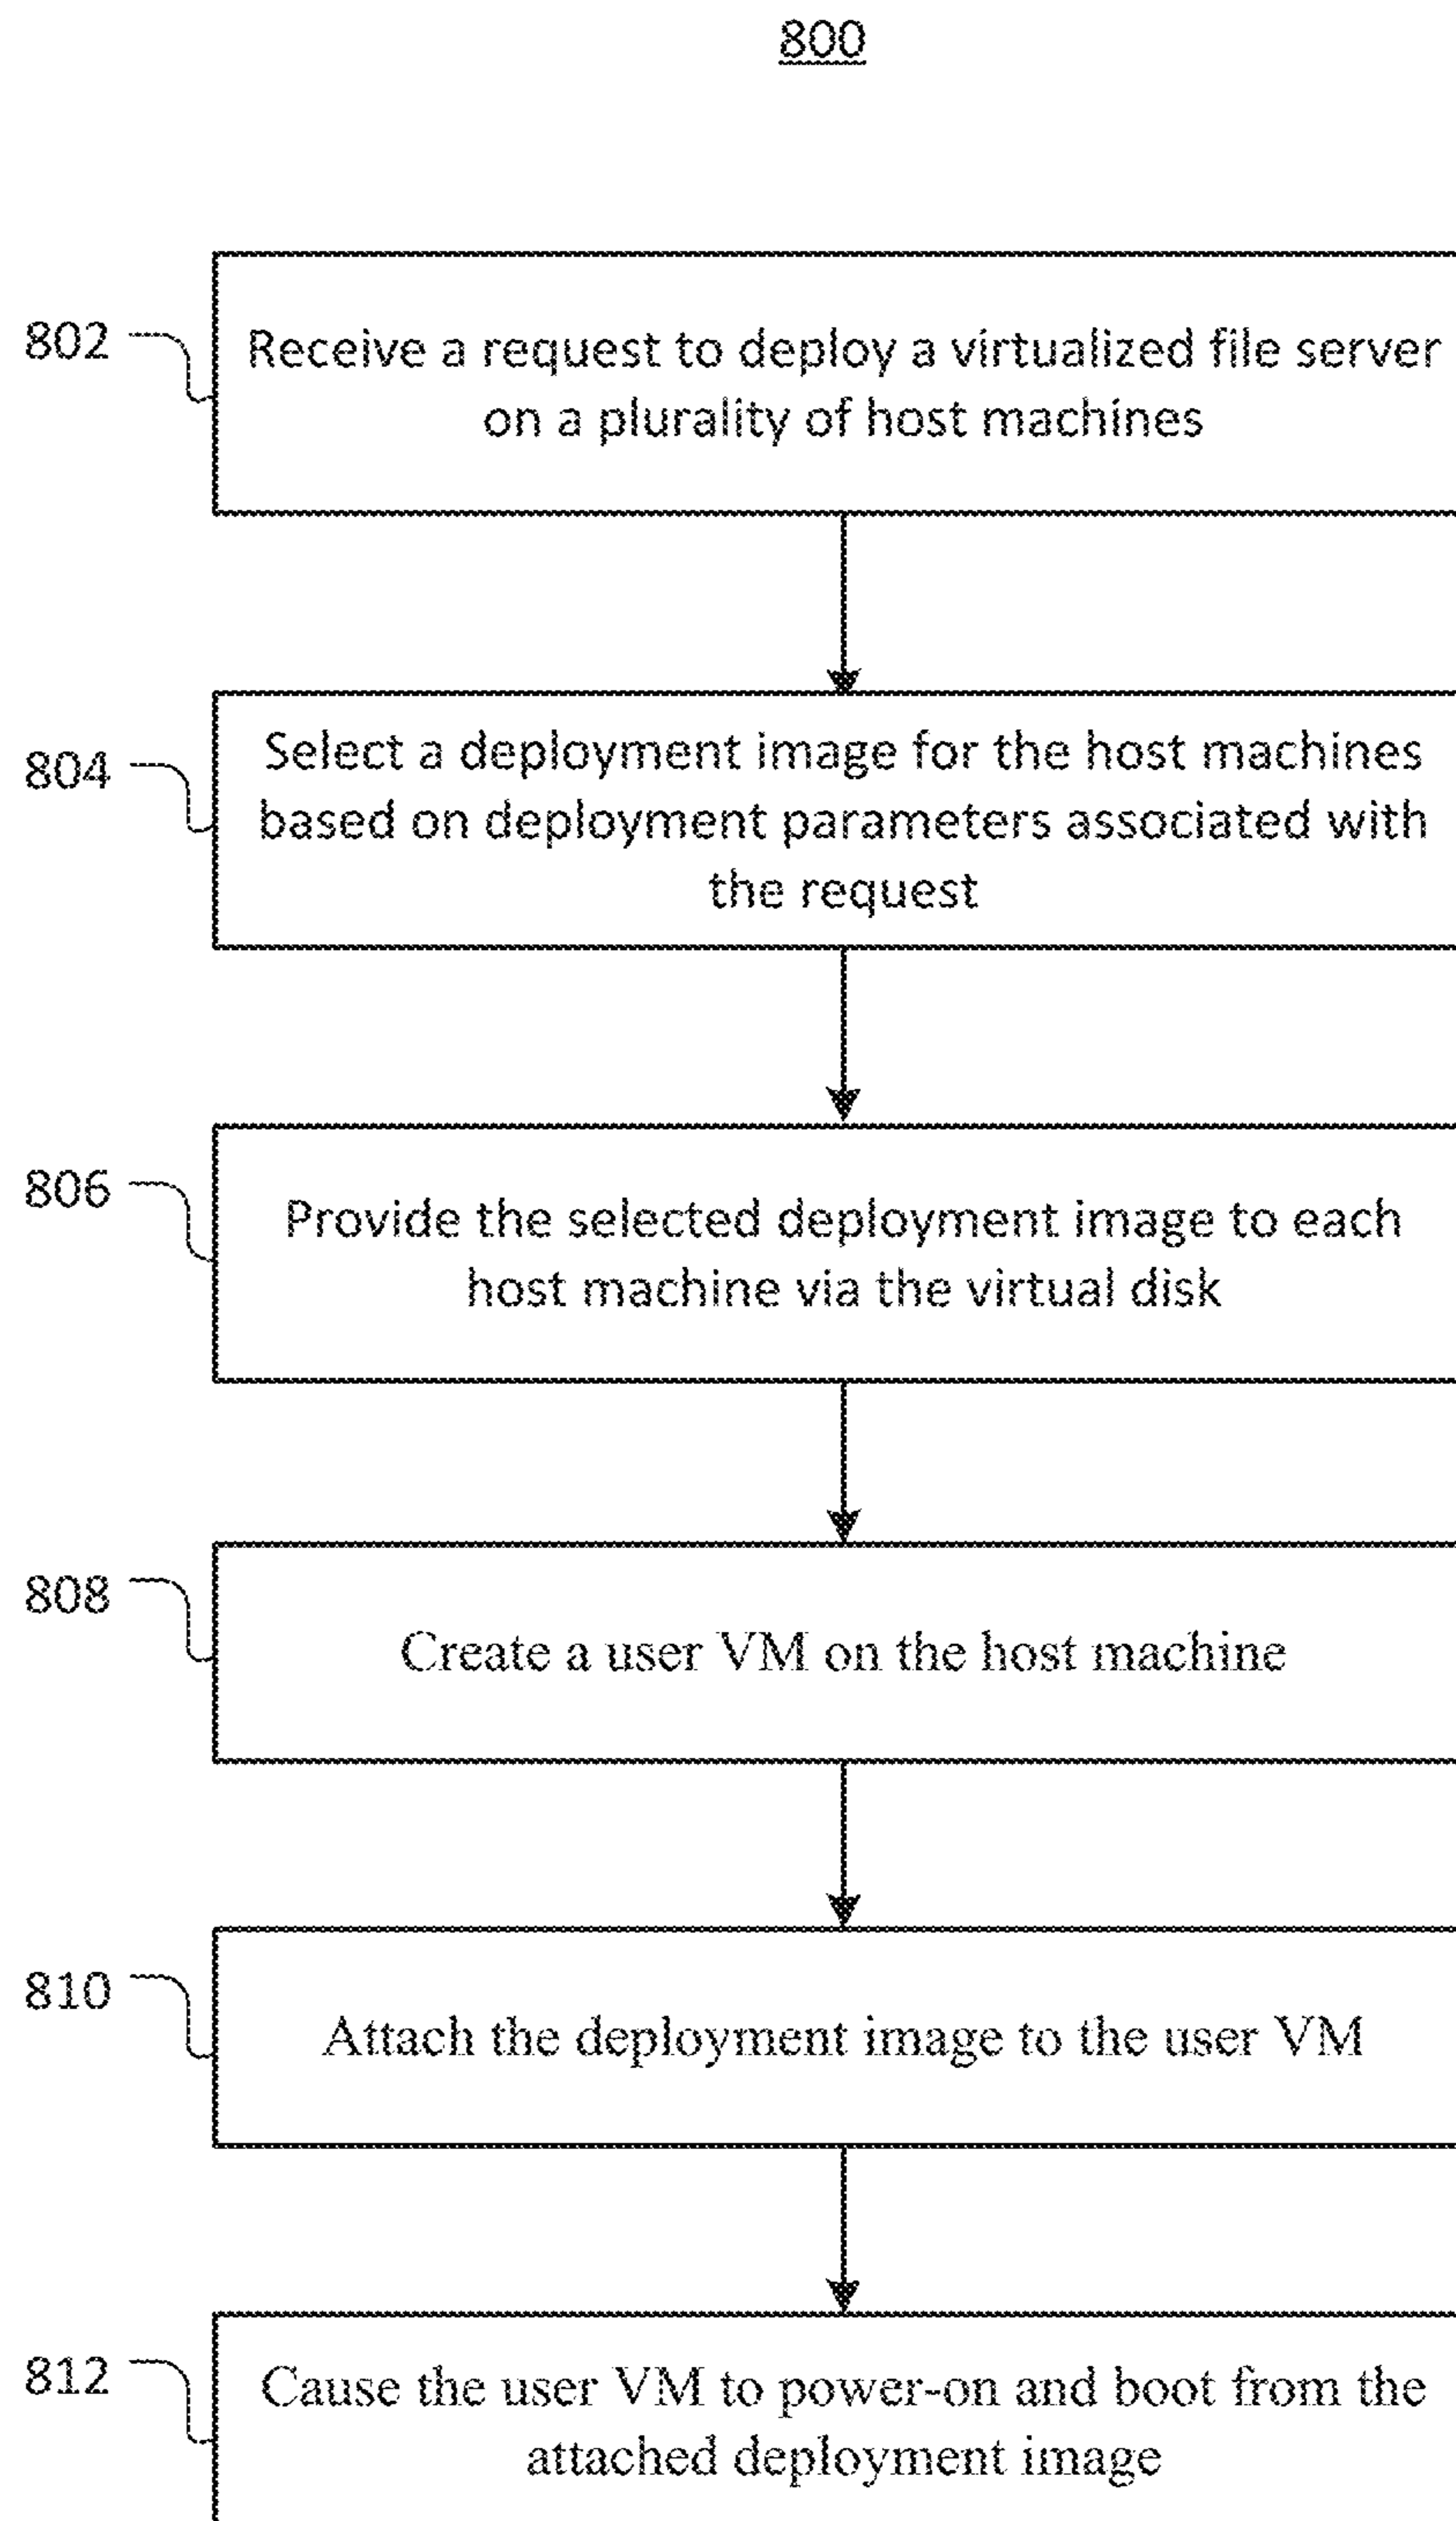 800
802
Receive a request to deploy a virtualized file server
on a plurality of host machines
804
Select a deployment image for the host machines
based on deployment parameters associated with
the request
806
Provide the selected deployment image to each
host machine via the virtual disk
808
Create a user VM on the host machine
810
Attach the deployment image to the user VM
812
Cause the user VM to power-on and boot from the
attached deployment image